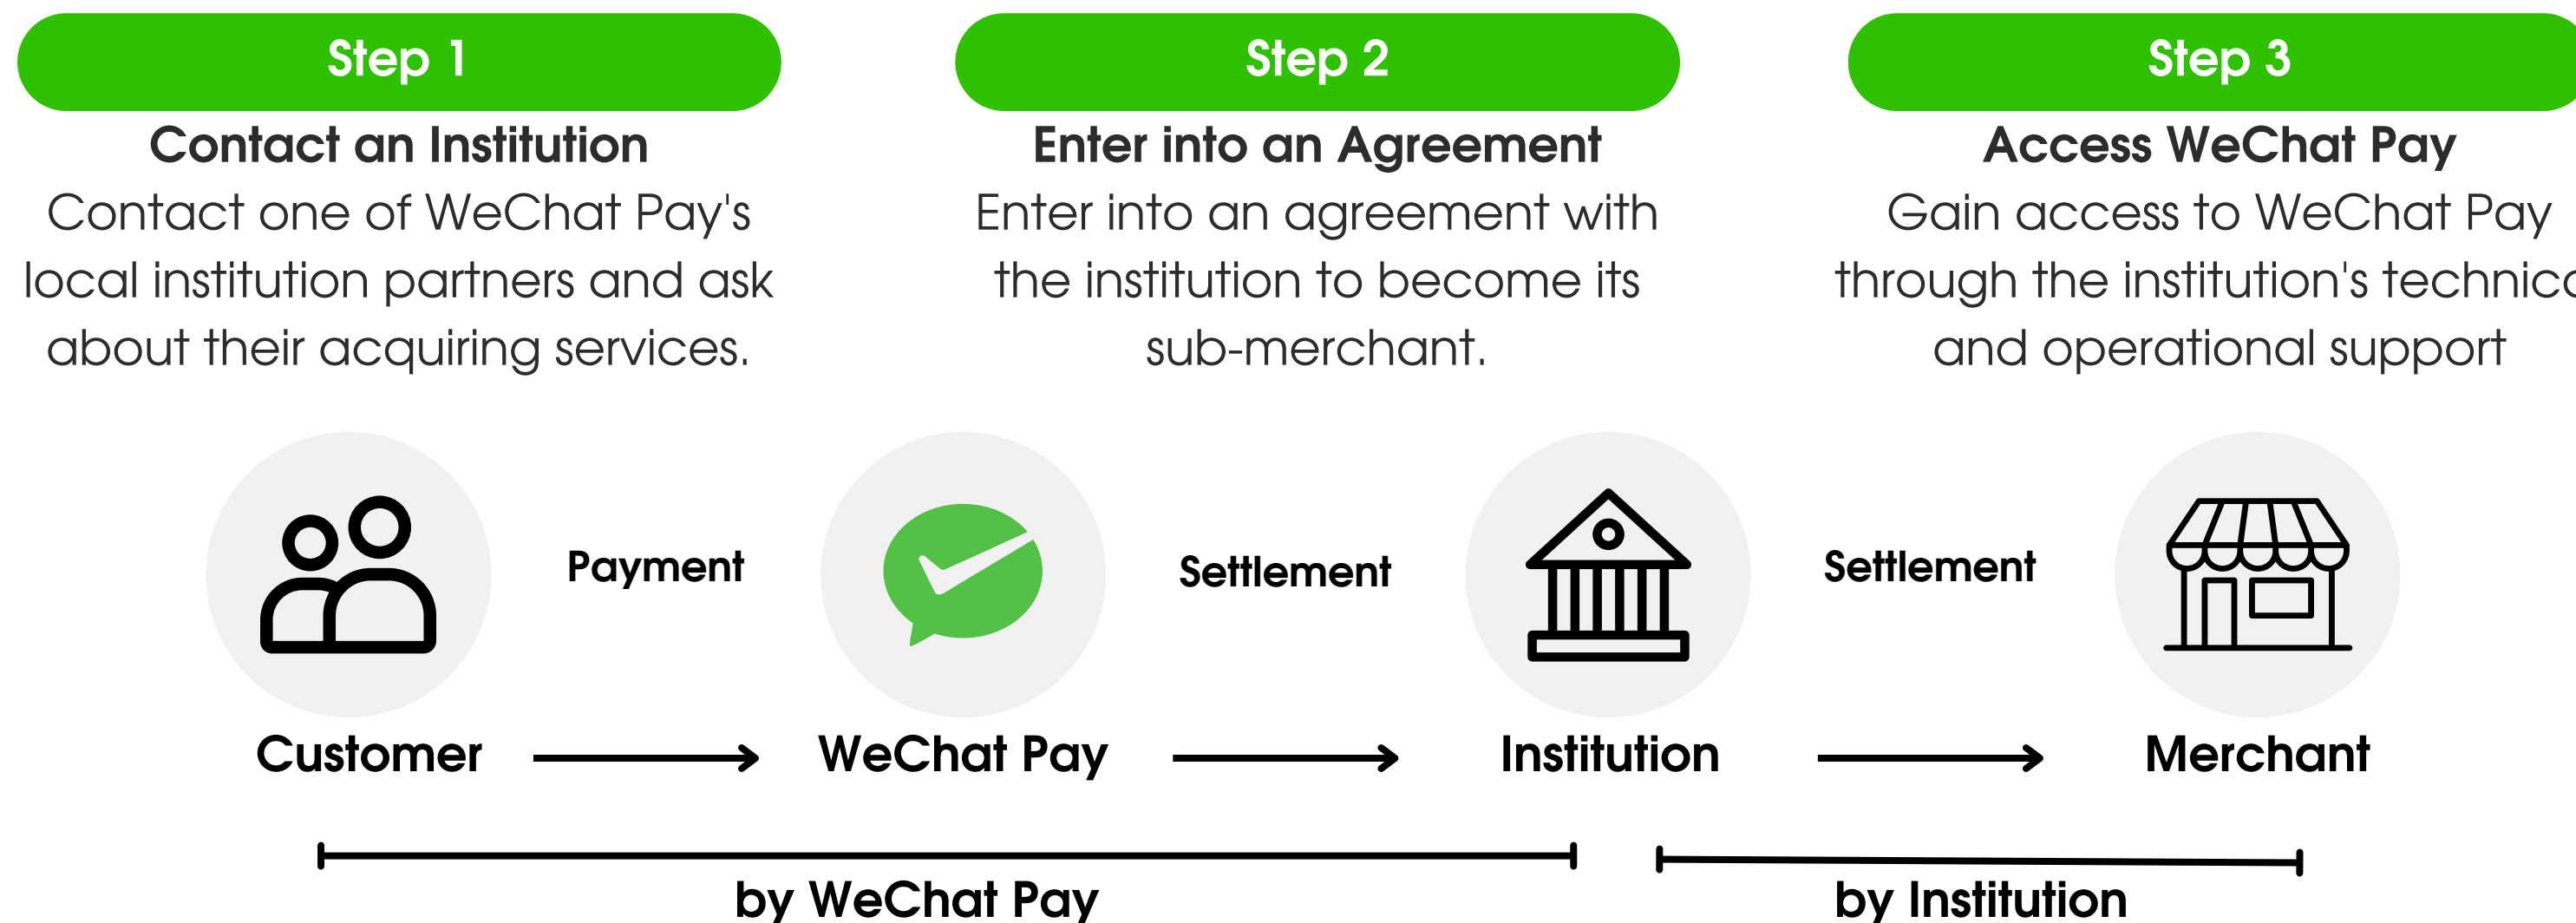 Step 1
Contact an Institution
Contact one of WeChat Pay's
local institution partners and ask
about their acquiring services.
Step 2
Enter into an Agreement
Enter into an agreement with
the institution to become its
sub-merchant.
Step 3
Access WeChat Pay
Gain access to WeChat Pay
through the institution's
and operational support
Payment
Settlement
Settlement
Customer
WeChat Pay
Institution
Merchant
by WeChat Pay
by Institution